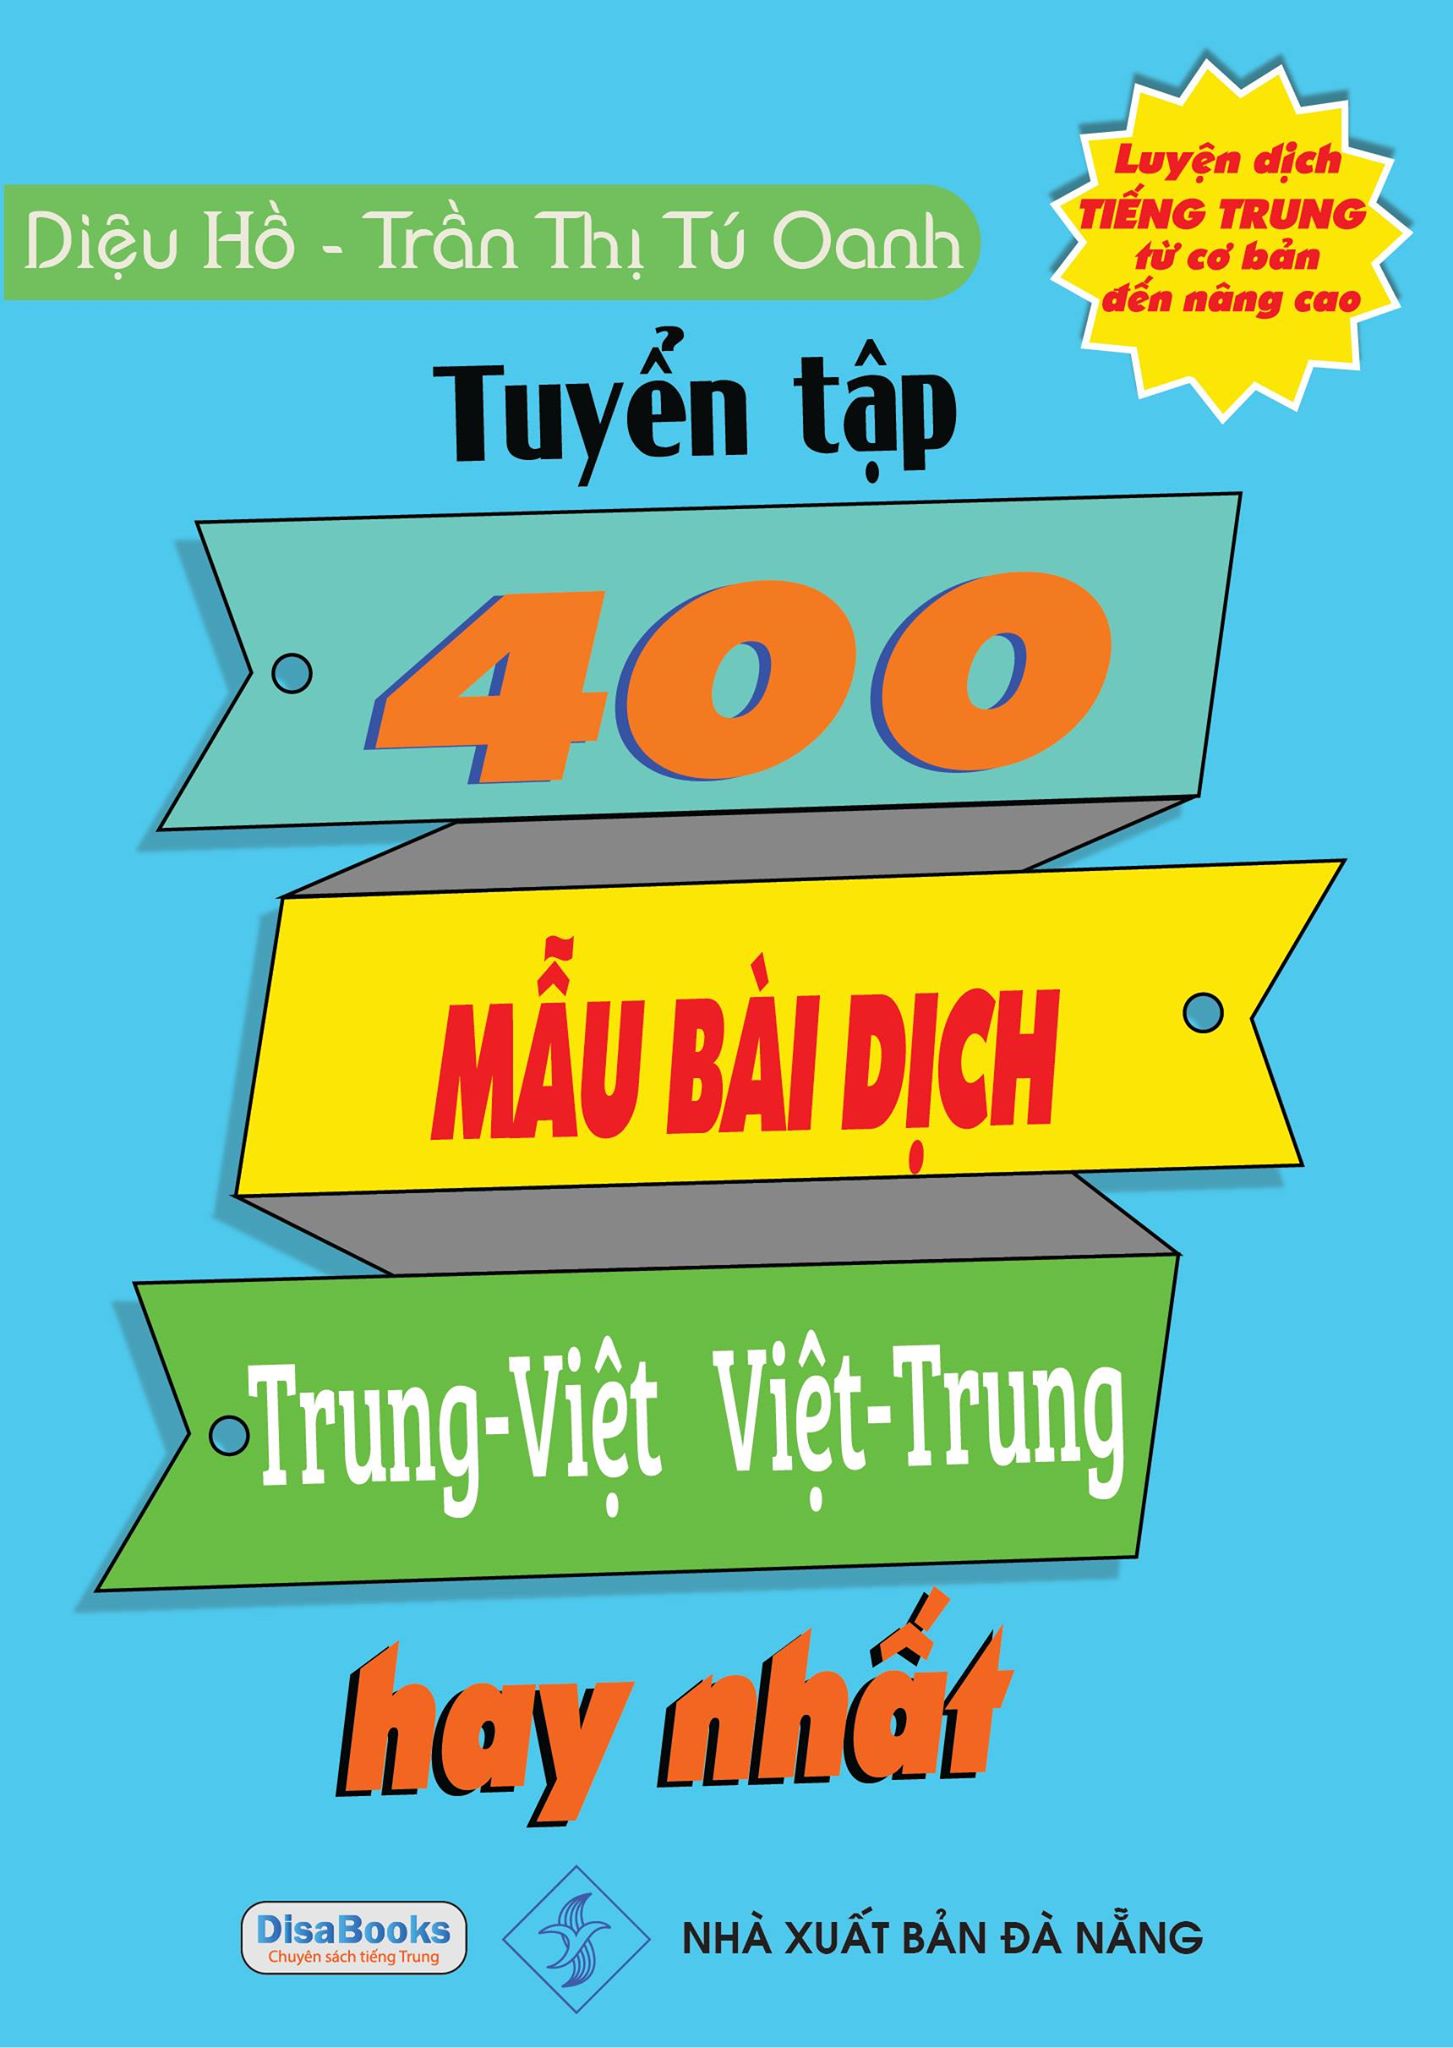 Diệu Hồ - Trần Thị Tú Oanh
Luyện dịch
TIẾNG TRUNG
từ cơ bản
đến nâng cao
Tuyển tập
400
MẪU BÀI DỊCH
Trung-Việt Việt-Trung
hay nhất
DisaBooks
Chuyên sách tiếng Trung
NHÀ XUẤT BẢN ĐÀ NẴNG